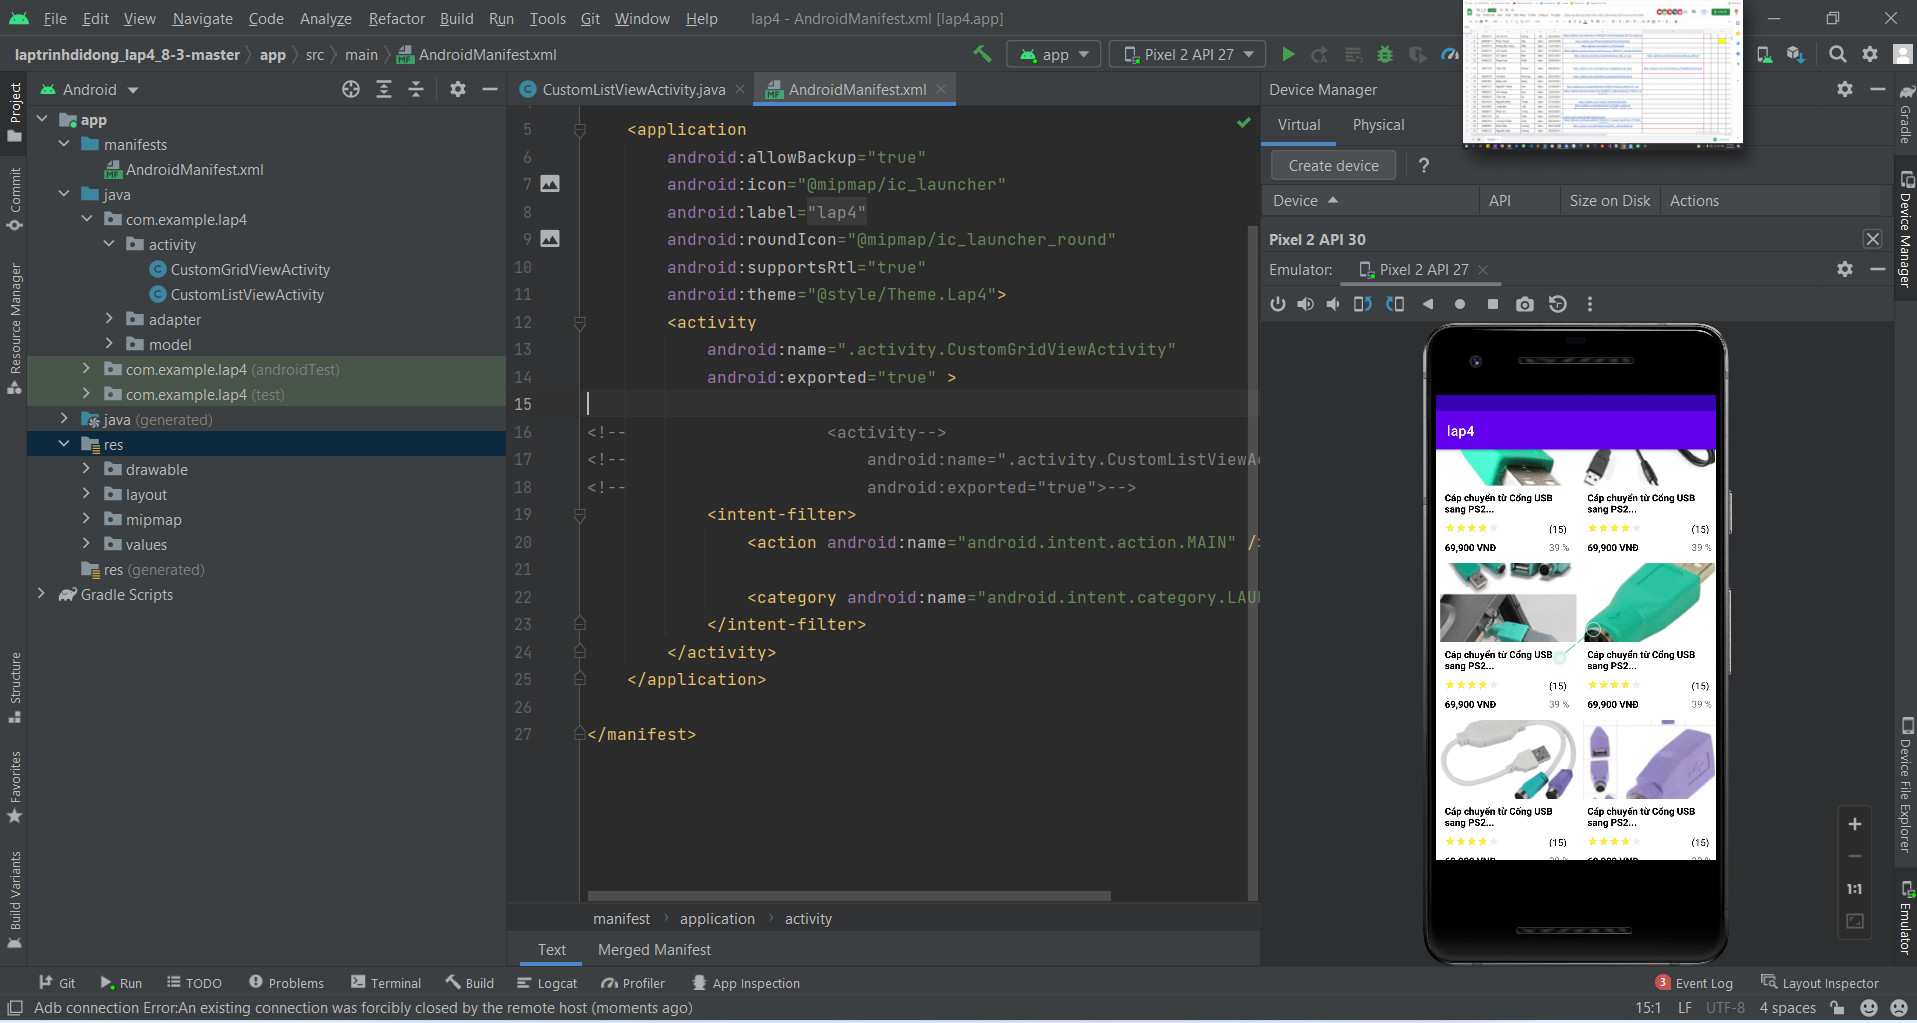 File Edit View Navigate Code Analyze Refactor Build Run Tools Git Window Help lap4 - AndroidManifest.xml [lap4.app]
laptrinhdidong_lap4_8-3-master app src main AndroidManifest.xml app Pixel 2 API 27
Project
Commit
Resource Manager
Structure
Favorites
Build Variants
Android
app
manifests
AndroidManifest.xml
java
com.example.lap4
activity
CustomGridViewActivity
CustomListViewActivity
adapter
model
com.example.lap4 (androidTest)
com.example.lap4 (test)
java (generated)
res
drawable
layout
mipmap
values
res (generated)
Gradle Scripts
CustomListViewActivity.java AndroidManifest.xml
5 <application
6 android:allowBackup="true"
7 android:icon="@mipmap/ic_launcher"
8 android:label="lap4"
9 android:roundIcon="@mipmap/ic_launcher_round"
10 android:supportsRtl="true"
11 android:theme="@style/Theme.Lap4">
12 <activity
13 android:name=".activity.CustomGridViewActivity"
14 android:exported="true" >
15
16 <!-- <activity-->
17 <!-- android:name=".activity.CustomListViewAc
18 <!-- android:exported="true">-->
19 <intent-filter>
20 <action android:name="android.intent.action.MAIN" />
21
22 <category android:name="android.intent.category.LAU
23 </intent-filter>
24 </activity>
25 </application>
26
27 </manifest>
manifest application activity
Text Merged Manifest
Device Manager
Virtual Physical
Create device ?
Device API Size on Disk Actions
Pixel 2 API 30
Emulator: Pixel 2 API 27
lap4
Cáp chuyển từ Cổng USB sang PS2...
(15)
69,900 VNĐ 39 %
Cáp chuyển từ Cổng USB sang PS2...
(15)
69,900 VNĐ 39 %
Cáp chuyển từ Cổng USB sang PS2...
(15)
69,900 VNĐ 39 %
Cáp chuyển từ Cổng USB sang PS2...
(15)
69,900 VNĐ 39 %
Cáp chuyển từ Cổng USB sang PS2...
(15)
69,900 VNĐ 39 %
Cáp chuyển từ Cổng USB sang PS2...
(15)
69,900 VNĐ 39 %
1:1
Gradle
Device Manager
Device File Explorer
Emulator
Git Run TODO Problems Terminal Build Logcat Profiler App Inspection 3 Event Log Layout Inspector
Adb connection Error:An existing connection was forcibly closed by the remote host (moments ago) 15:1 LF UTF-8 4 spaces